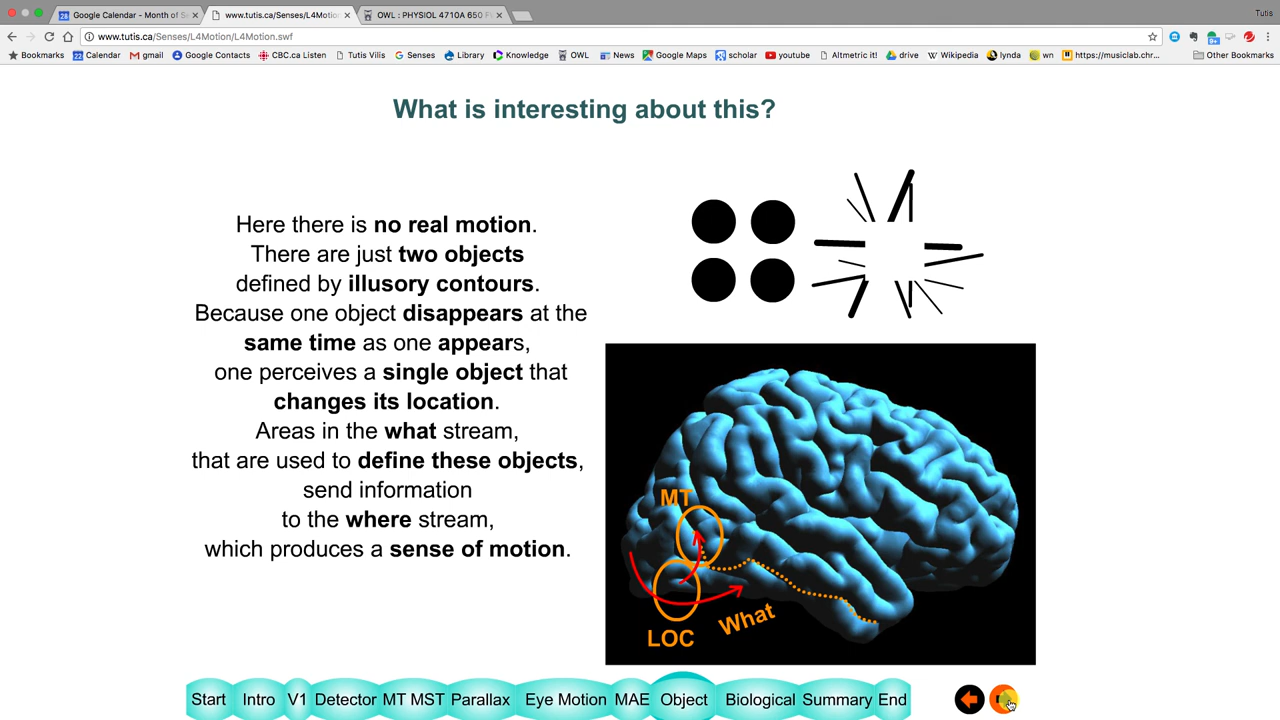 Google Calendar - Month of S
www.tutis.ca/Senses/L4Motio
OWL : PHYSIOL 4710A 650 F
Tutis
www.tutis.ca/Senses/L4Motion/L4Motion.swf
Bookmarks Calendar gmail Google Contacts CBC.ca Listen Tutis Vilis Senses Library Knowledge OWL News Google Maps scholar youtube Altmetric it! drive Wikipedia lynda wn https://musiclab.chr... Other Bookmarks
What is interesting about this?
Here there is no real motion.
There are just two objects
defined by illusory contours.
Because one object disappears at the
same time as one appears,
one perceives a single object that
changes its location.
Areas in the what stream,
that are used to define these objects,
send information
to the where stream,
which produces a sense of motion.
MT
What
LOC
Start Intro V1 Detector MT MST Parallax Eye Motion MAE Object Biological Summary End